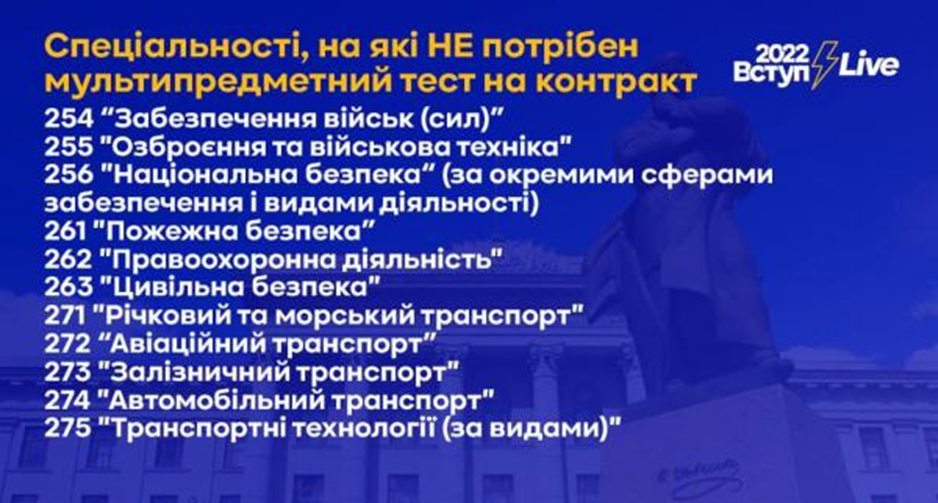 Спеціальності, на які НЕ потрібен
мультипредметний тест на контракт
2022
Вступ Live
254 “Забезпечення військ (сил)”
255 "Озброєння та військова техніка"
256 "Національна безпека“ (за окремими сферами
забезпечення і видами діяльності)
261 "Пожежна безпека”
262 "Правоохоронна діяльність"
263 "Цивільна безпека"
271 "Річковий та морський транспорт"
272 “Авіаційний транспорт”
273 "Залізничний транспорт"
274 "Автомобільний транспорт"
275 "Транспортні технології (за видами)"